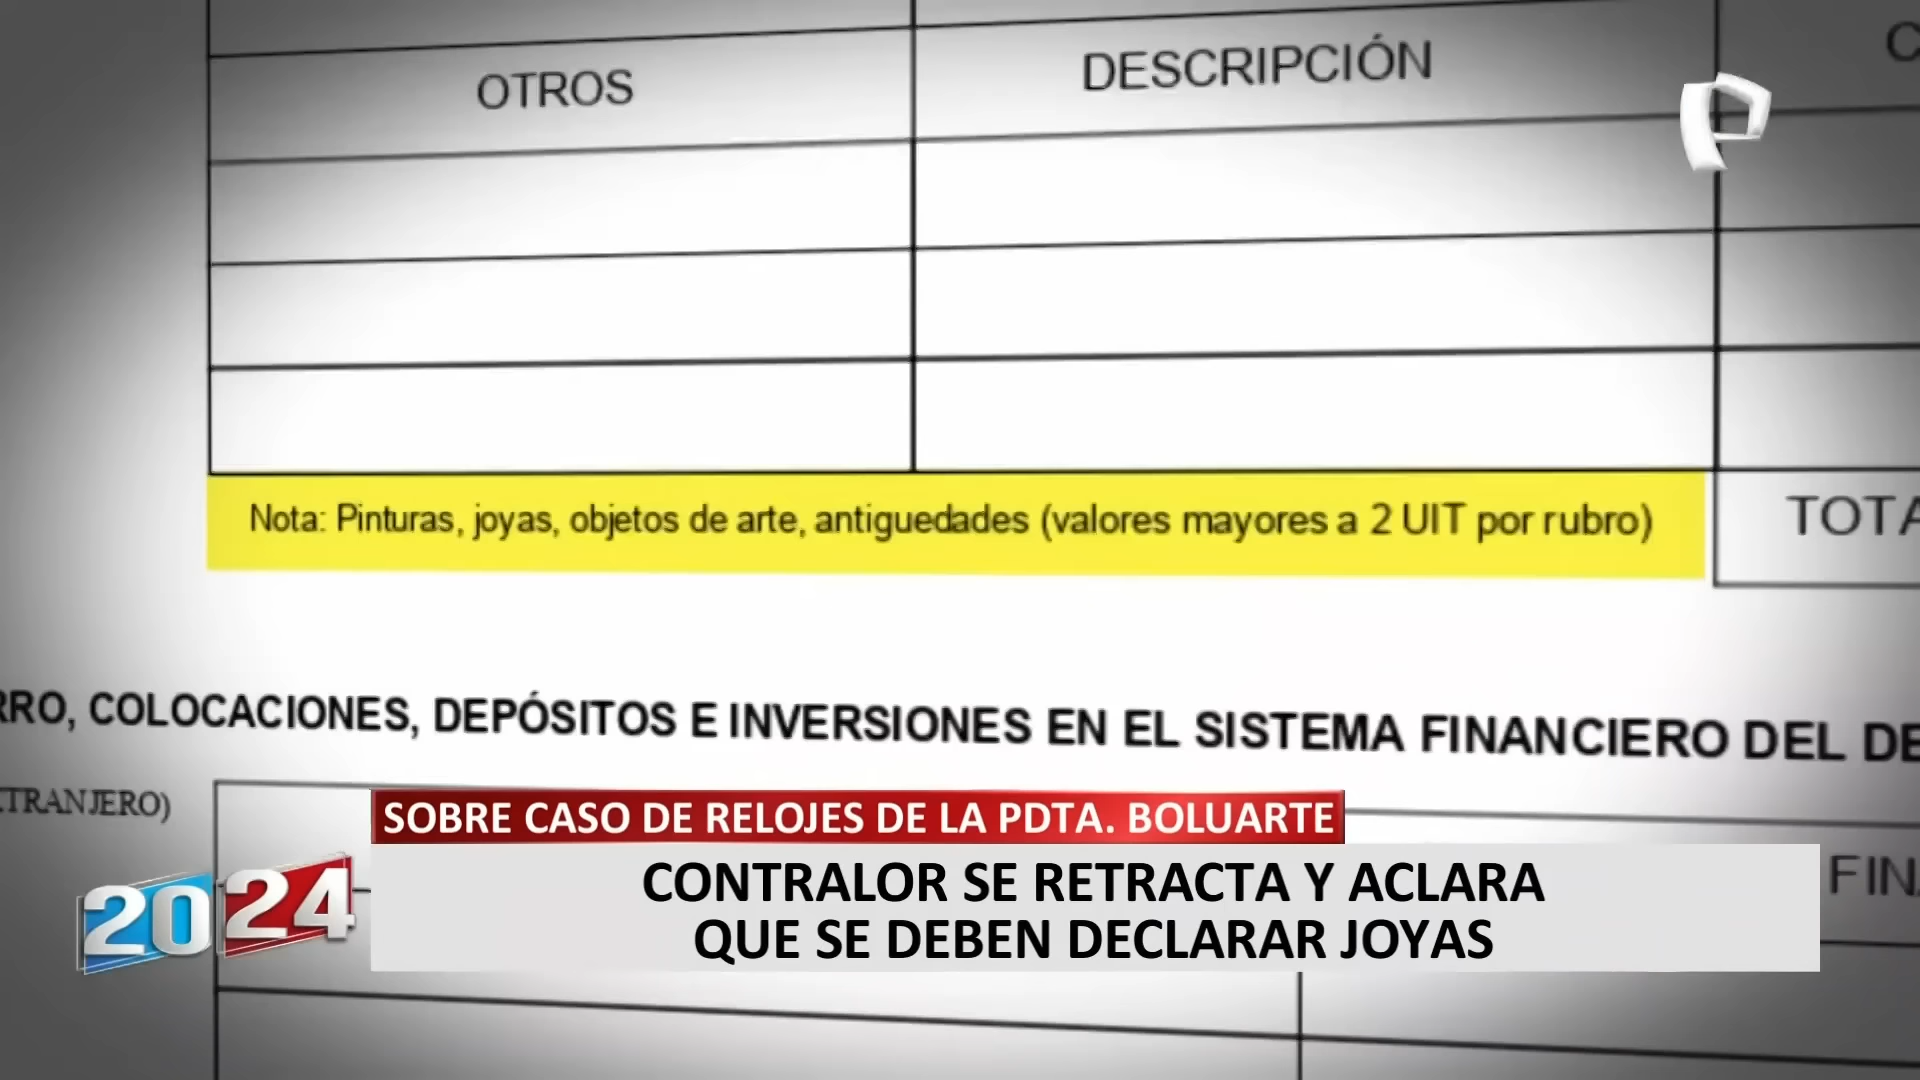 OTROS
DESCRIPCIÓN
C
Nota: Pinturas, joyas, objetos de arte, antiguedades (valores mayores a 2 UIT por rubro)
TOTA
RRO, COLOCACIONES, DEPÓSITOS E INVERSIONES EN EL SISTEMA FINANCIERO DEL DE
TRANJERO)
SOBRE CASO DE RELOJES DE LA PDTA. BOLUARTE
FIN
CONTRALOR SE RETRACTA Y ACLARA
QUE SE DEBEN DECLARAR JOYAS
2024